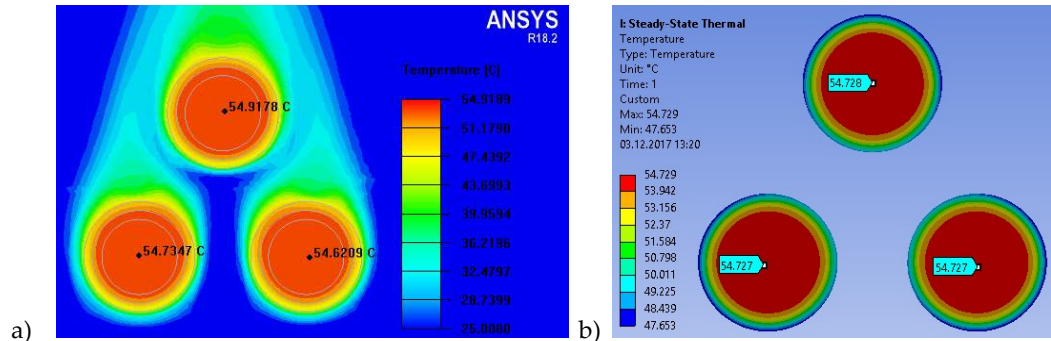 ANSYS
R18.2
Temperature [C]
54.9189
51.1790
47.4392
43.6993
39.9594
36.2196
32.4797
28.7399
25.0000
54.9178 C
54.7347 C
54.6209 C
a)
I: Steady-State Thermal
Temperature
Type: Temperature
Unit: °C
Time: 1
Custom
Max: 54.729
Min: 47.653
03.12.2017 13:20
54.729
53.942
53.156
52.37
51.584
50.798
50.011
49.225
48.439
47.653
54.728
54.727
54.727
b)